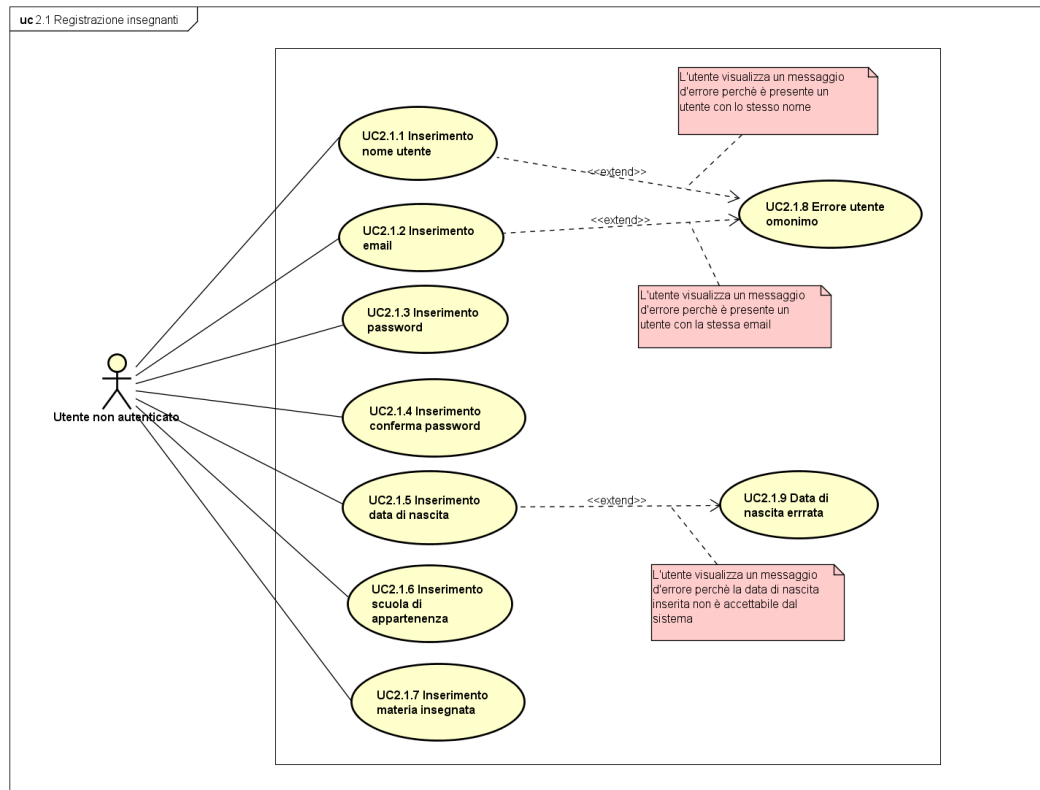 uc 2.1 Registrazione insegnanti
L'utente visualizza un messaggio
d'errore perchè è presente un
utente con lo stesso nome
UC2.1.1 Inserimento
nome utente
<<extend>>
UC2.1.8 Errore utente
omonimo
UC2.1.2 Inserimento
email
<<extend>>
L'utente visualizza un messaggio
d'errore perchè è presente un
utente con la stessa email
UC2.1.3 Inserimento
password
Utente non autenticato
UC2.1.4 Inserimento
conferma password
UC2.1.5 Inserimento
data di nascita
<<extend>>
UC2.1.9 Data di
nascita errrata
L'utente visualizza un messaggio
d'errore perchè la data di nascita
inserita non è accettabile dal
sistema
UC2.1.6 Inserimento
scuola di
appartenenza
UC2.1.7 Inserimento
materia insegnata